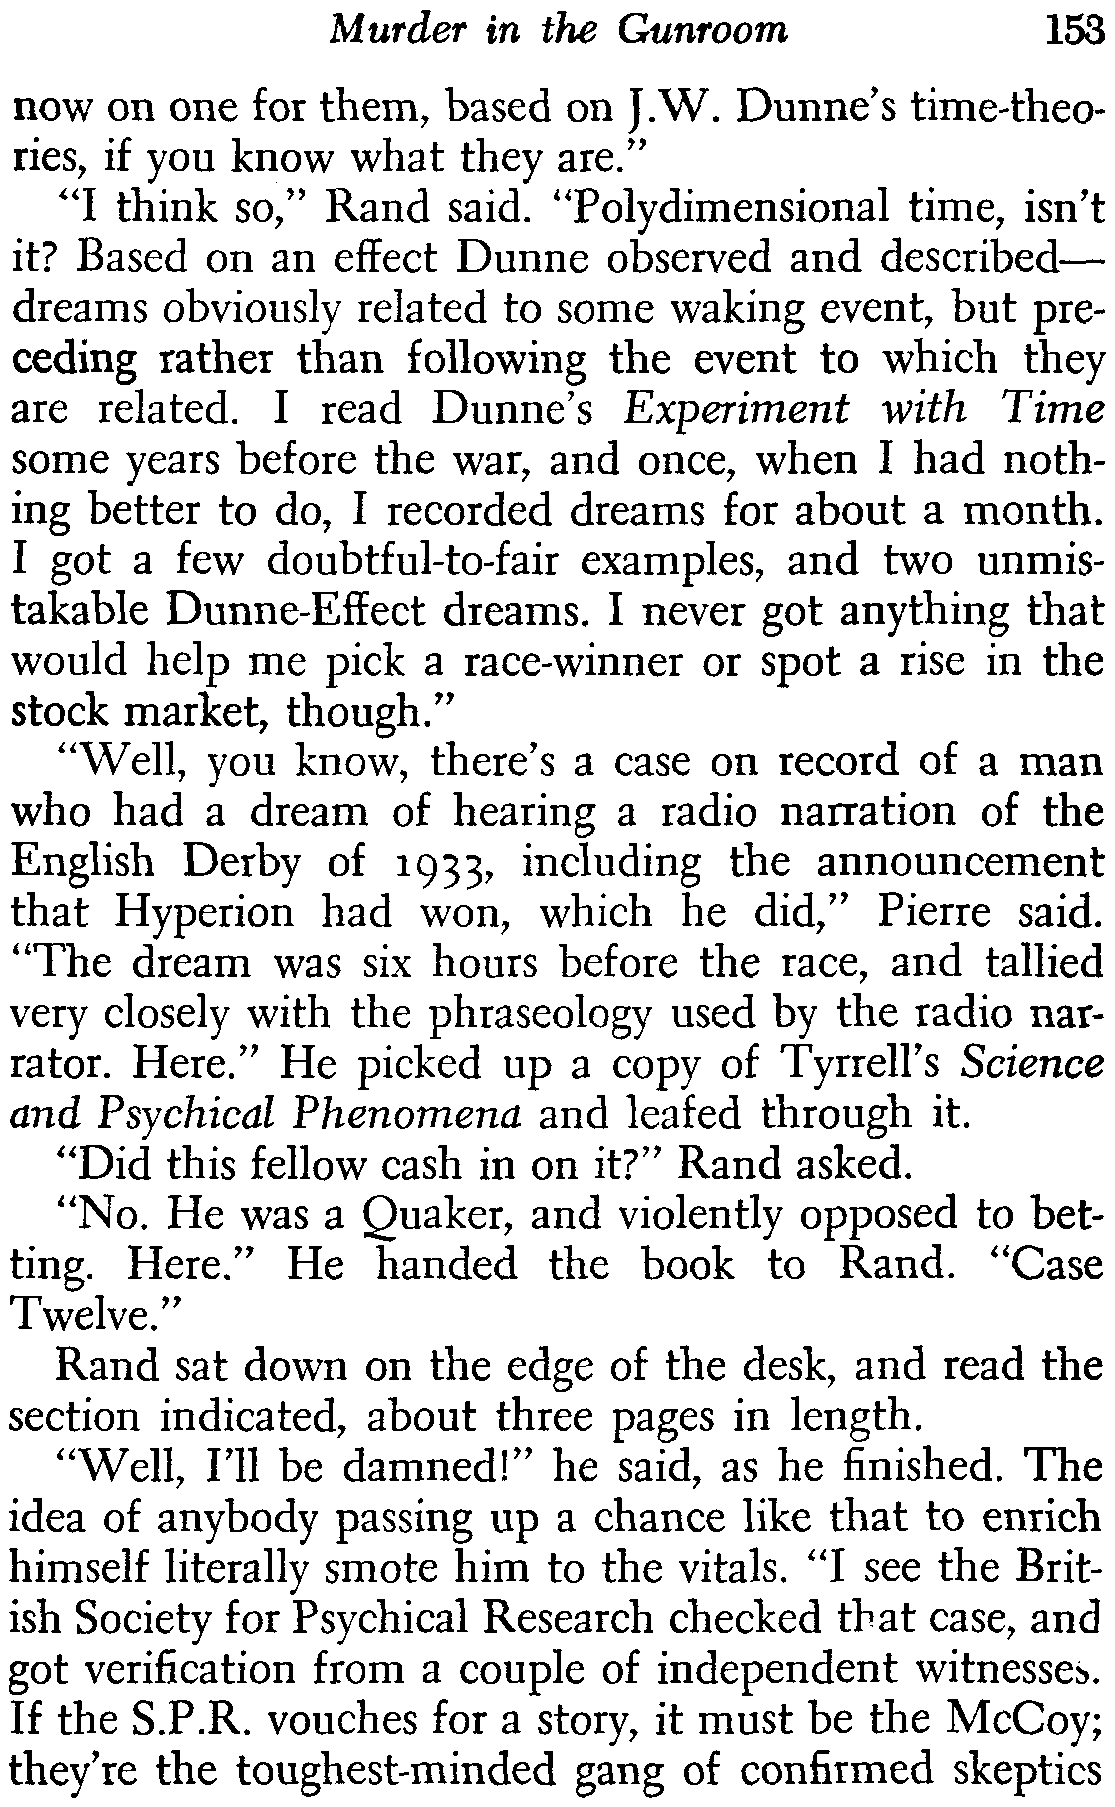 Murder in the Gunroom 153
now on one for them, based on J.W. Dunne's time-theo-
ries, if you know what they are."
"I think so," Rand said. "Polydimensional time, isn't
it? Based on an effect Dunne observed and described—
dreams obviously related to some waking event, but pre-
ceding rather than following the event to which they
are related. I read Dunne's Experiment with Time
some years before the war, and once, when I had noth-
ing better to do, I recorded dreams for about a month.
I got a few doubtful-to-fair examples, and two unmis-
takable Dunne-Effect dreams. I never got anything that
would help me pick a race-winner or spot a rise in the
stock market, though."
"Well, you know, there's a case on record of a man
who had a dream of hearing a radio narration of the
English Derby of 1933, including the announcement
that Hyperion had won, which he did," Pierre said.
"The dream was six hours before the race, and tallied
very closely with the phraseology used by the radio nar-
rator. Here." He picked up a copy of Tyrrell's Science
and Psychical Phenomena and leafed through it.
"Did this fellow cash in on it?" Rand asked.
"No. He was a Quaker, and violently opposed to bet-
ting. Here." He handed the book to Rand. "Case
Twelve."
Rand sat down on the edge of the desk, and read the
section indicated, about three pages in length.
"Well, I'll be damned!" he said, as he finished. The
idea of anybody passing up a chance like that to enrich
himself literally smote him to the vitals. "I see the Brit-
ish Society for Psychical Research checked that case, and
got verification from a couple of independent witnesses.
If the S.P.R. vouches for a story, it must be the McCoy;
they're the toughest-minded gang of confirmed skeptics